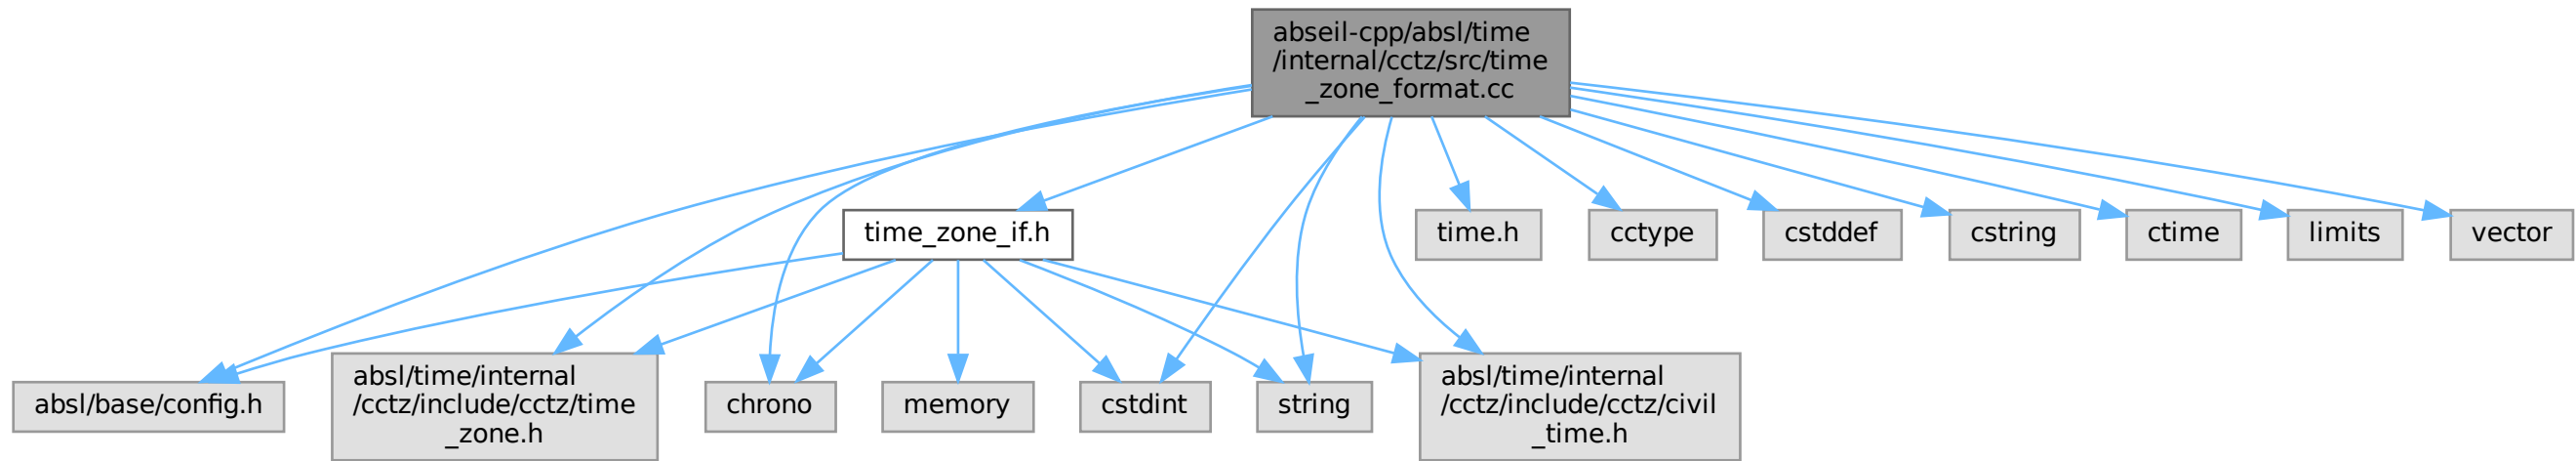 abseil-cpp/absl/time
/internal/cctz/src/time
_zone_format.cc
time_zone_if.h
time.h
cctype
cstddef
cstring
ctime
limits
vector
absl/base/config.h
absl/time/internal
/cctz/include/cctz/time
_zone.h
chrono
memory
cstdint
string
absl/time/internal
/cctz/include/cctz/civil
_time.h